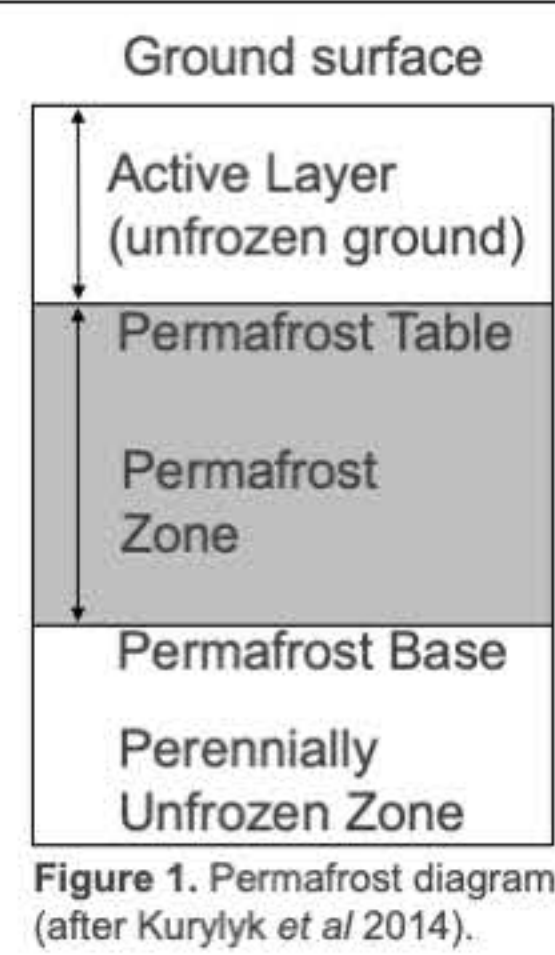 Ground surface
Active Layer
(unfrozen ground)
Permafrost Table
Permafrost
Zone
Permafrost Base
Perennially
Unfrozen Zone
Figure 1. Permafrost diagram
(after Kurylyk et al 2014).